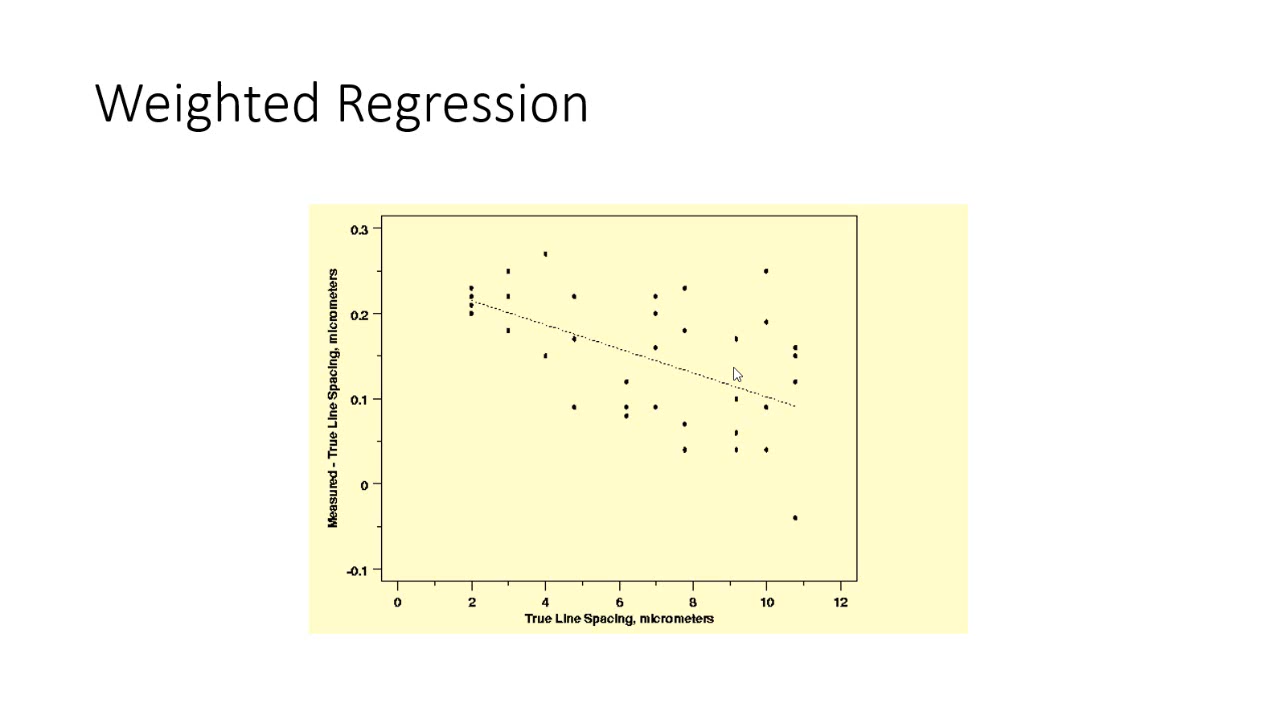 Weighted Regression
0.3
0.2
0.1
0
-0.1
Measured - True Line Spacing, micrometers
0 2 4 6 8 10 12
True Line Spacing, micrometers